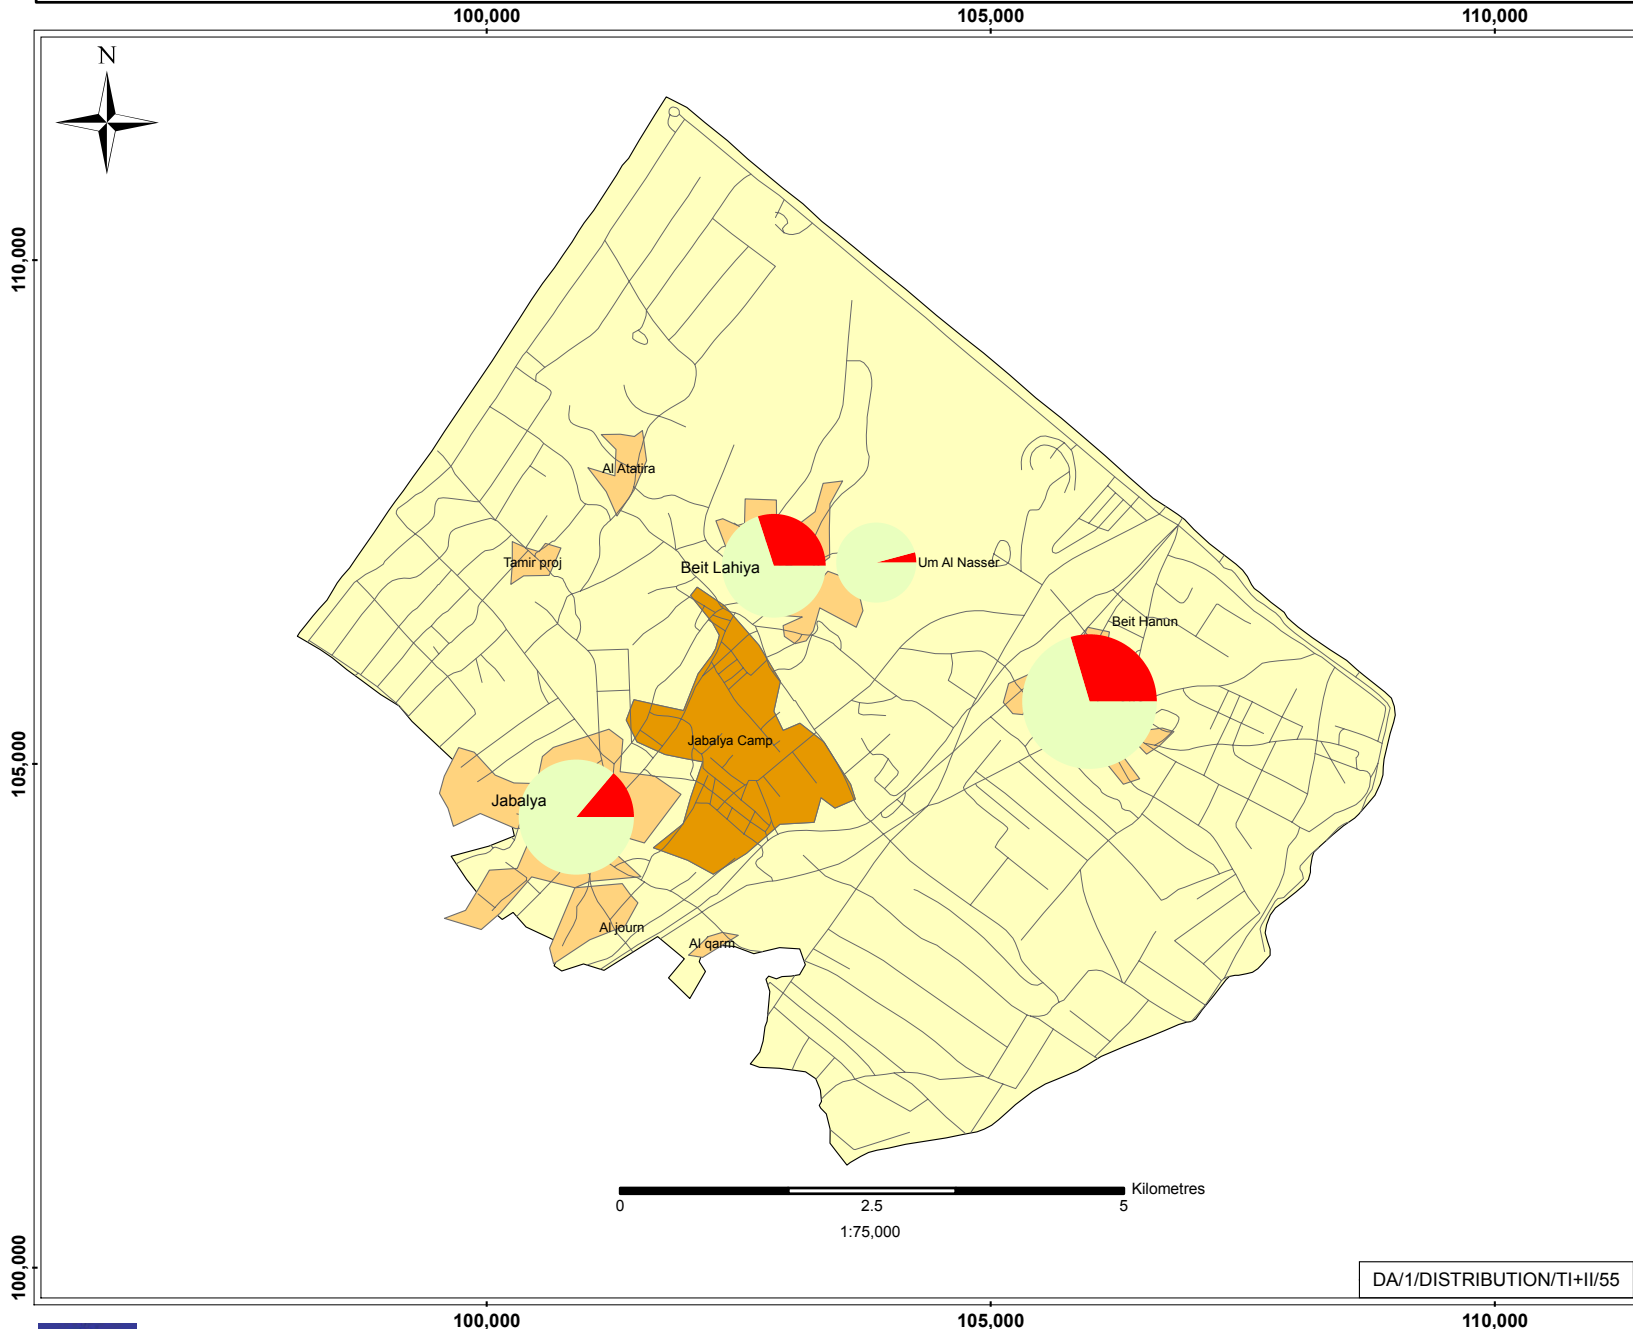 100,000 105,000 110,000
N
110,000
Al Atatira
Tamir proj
Beit Lahiya
Um Al Nasser
Beit Hanun
Jabalya Camp
105,000
Jabalya
Al journ
Al qarm
Kilometres
0 2.5 5
1:75,000
100,000
DA/1/DISTRIBUTION/TI+II/55
100,000 105,000 110,000